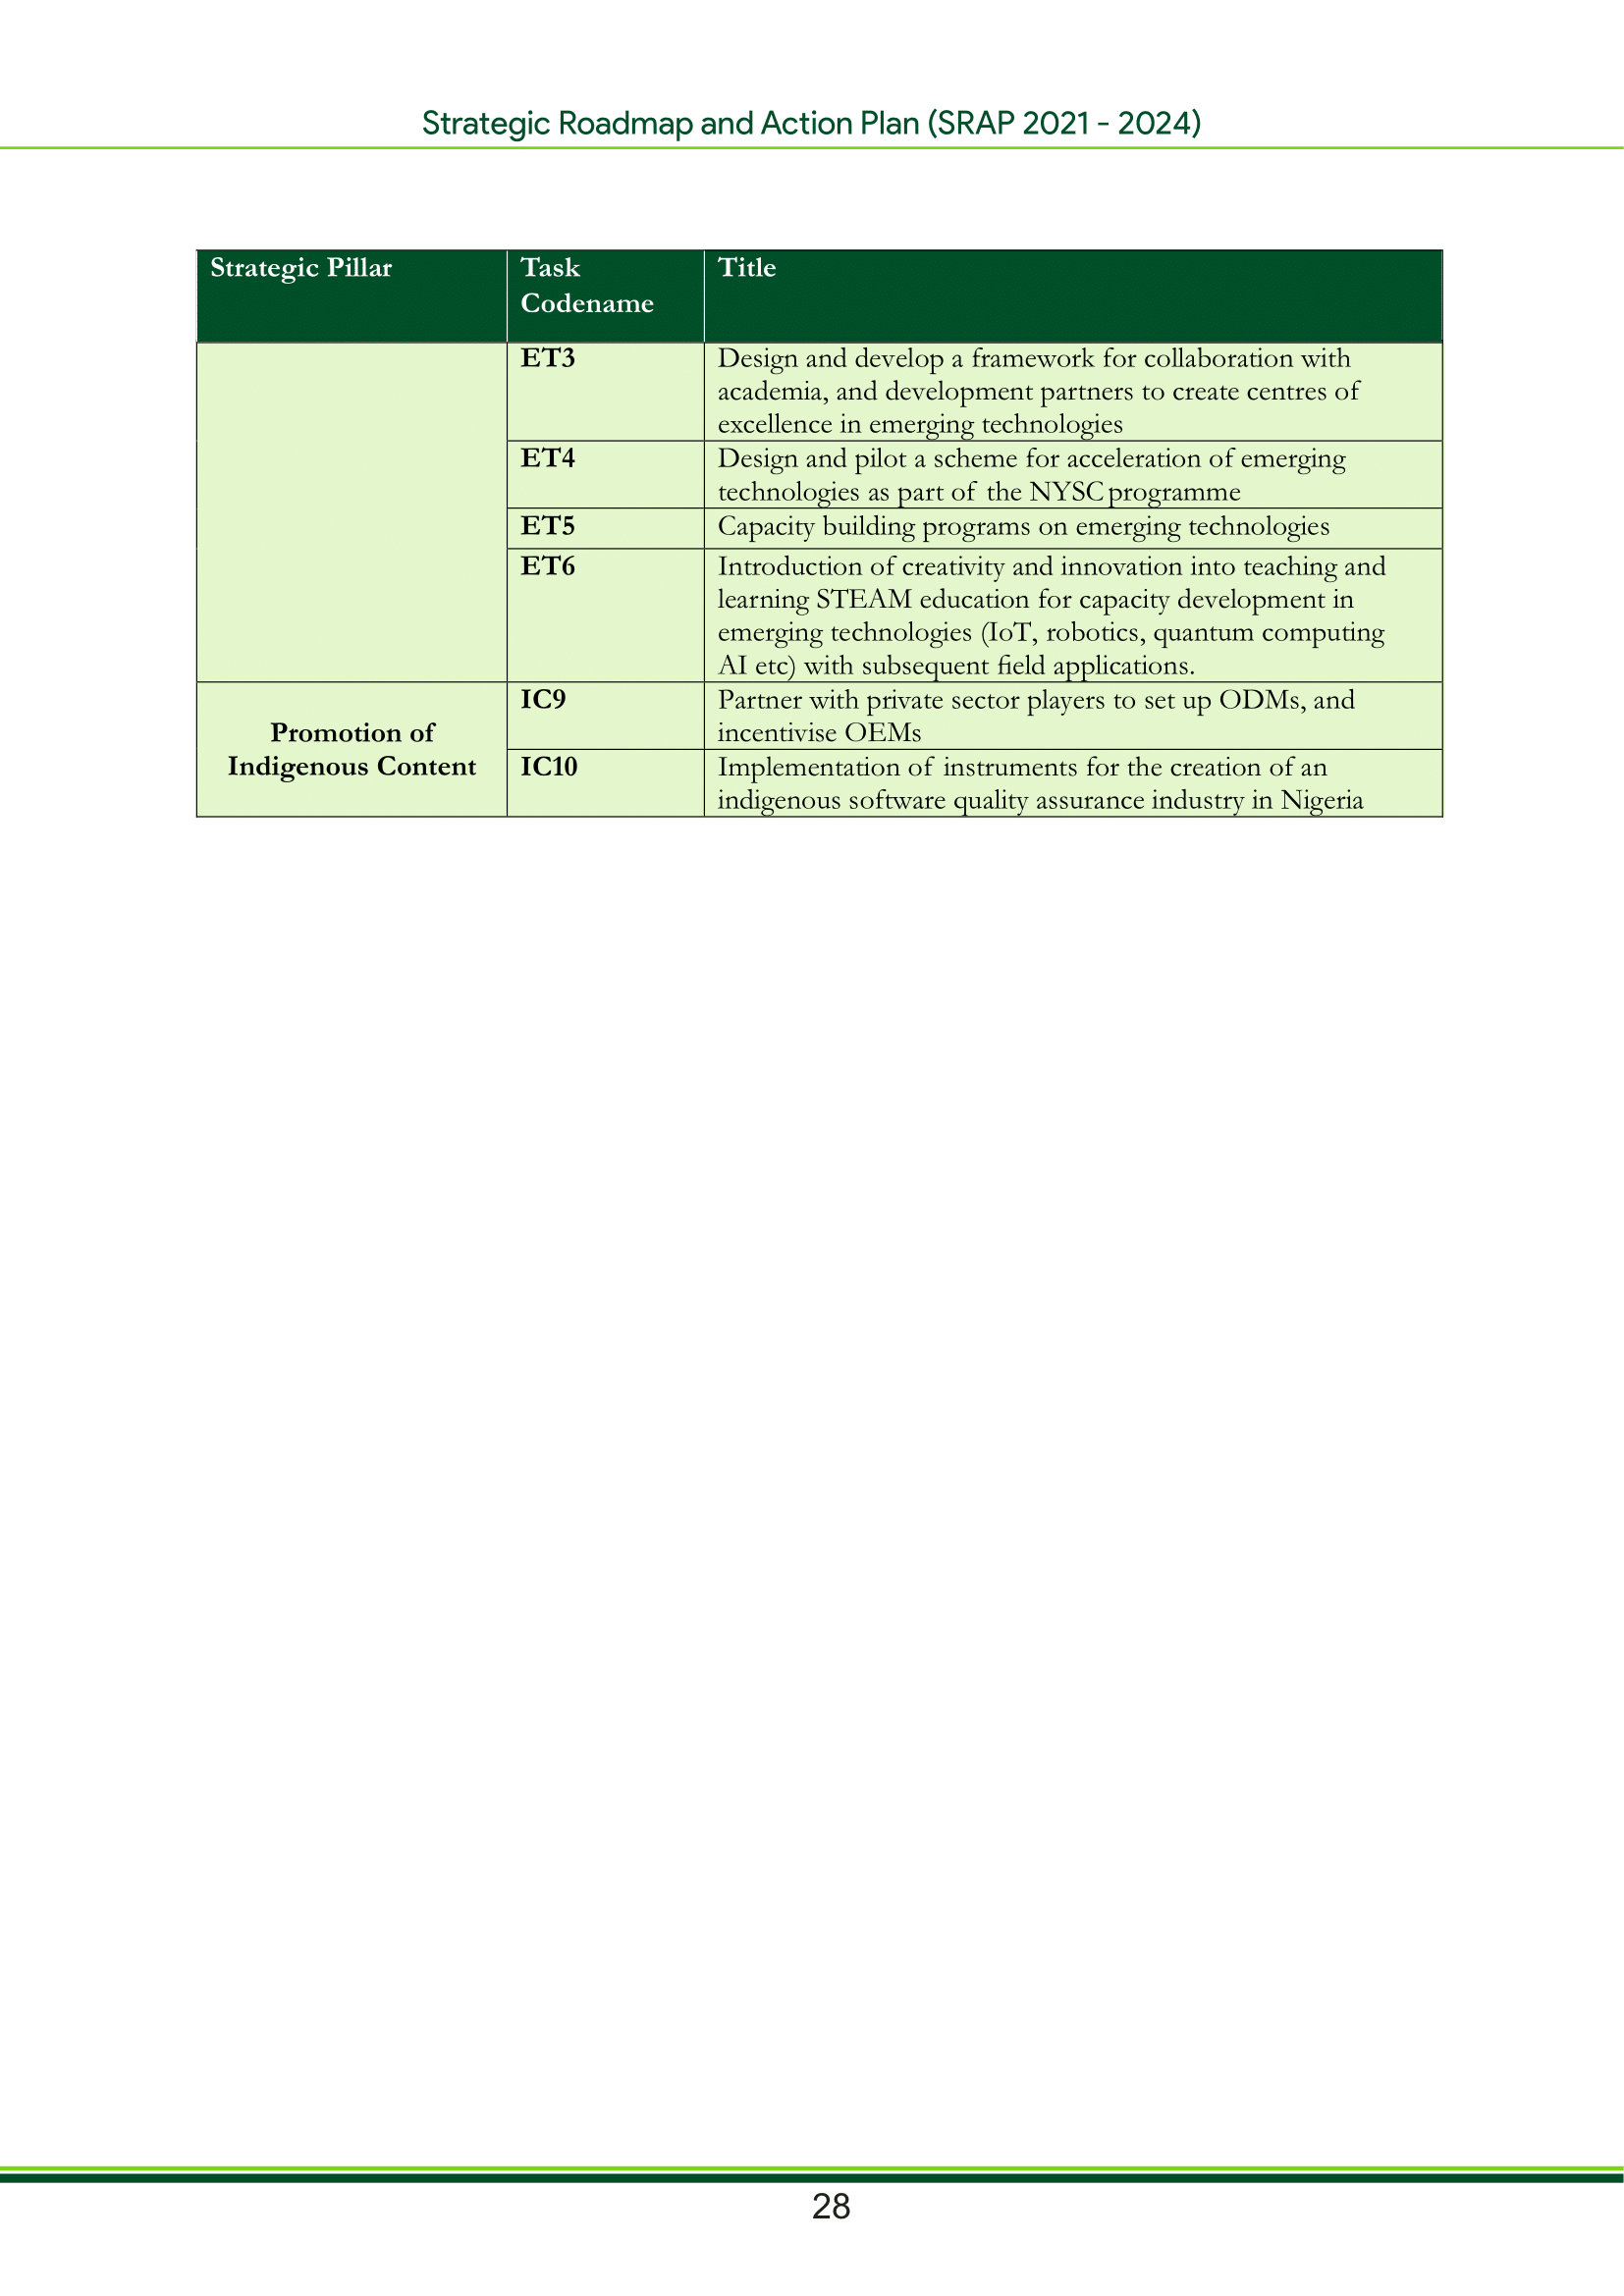 Strategic Roadmap and Action Plan (SRAP 2021 - 2024)
Strategic Pillar
Task
Codename
Title
ET3
Design and develop a framework for collaboration with
academia, and development partners to create centres of
excellence in emerging technologies
ET4
Design and pilot a scheme for acceleration of emerging
technologies as part of the NYSC programme
ET5
Capacity building programs on emerging technologies
ET6
Introduction of creativity and innovation into teaching and
learning STEAM education for capacity development in
emerging technologies (IoT, robotics, quantum computing
AI etc) with subsequent field applications.
Promotion of
Indigenous Content
IC9
Partner with private sector players to set up ODMs, and
incentivise OEMs
IC10
Implementation of instruments for the creation of an
indigenous software quality assurance industry in Nigeria
28